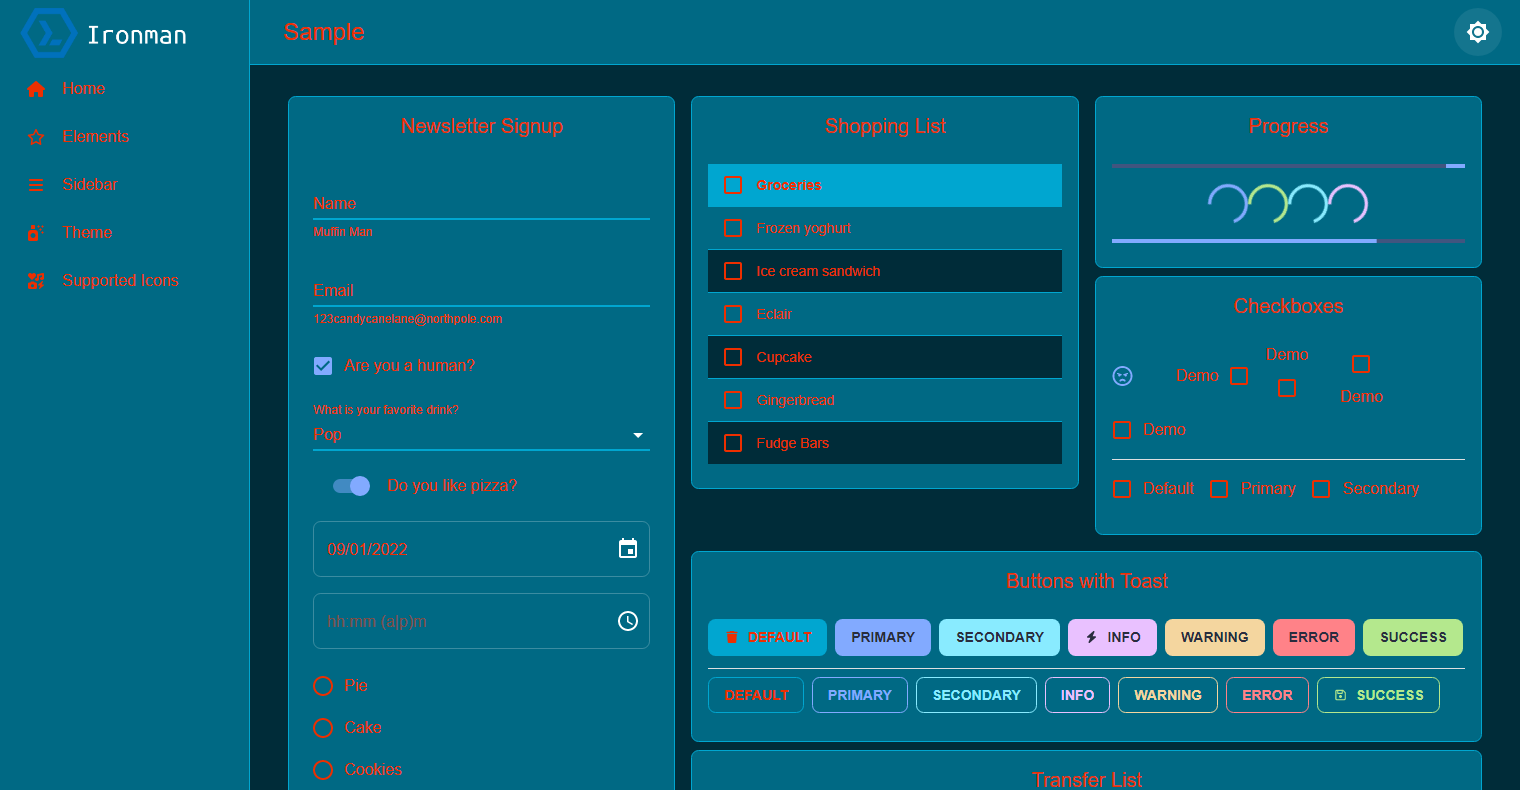 Ironman
Home
Elements
Sidebar
Theme
Supported Icons
Sample
Newsletter Signup
Name
Muffin Man
Email
123candycanelane@northpole.com
Are you a human?
What is your favorite drink?
Pop
Do you like pizza?
09/01/2022
hh:mm (a|p)m
Pie
Cake
Cookies
Shopping List
Groceries
Frozen yoghurt
Ice cream sandwich
Eclair
Cupcake
Gingerbread
Fudge Bars
Progress
Checkboxes
Demo
Demo
Demo
Demo
Default Primary Secondary
Buttons with Toast
DEFAULT PRIMARY SECONDARY INFO WARNING ERROR SUCCESS
DEFAULT PRIMARY SECONDARY INFO WARNING ERROR SUCCESS
Transfer List